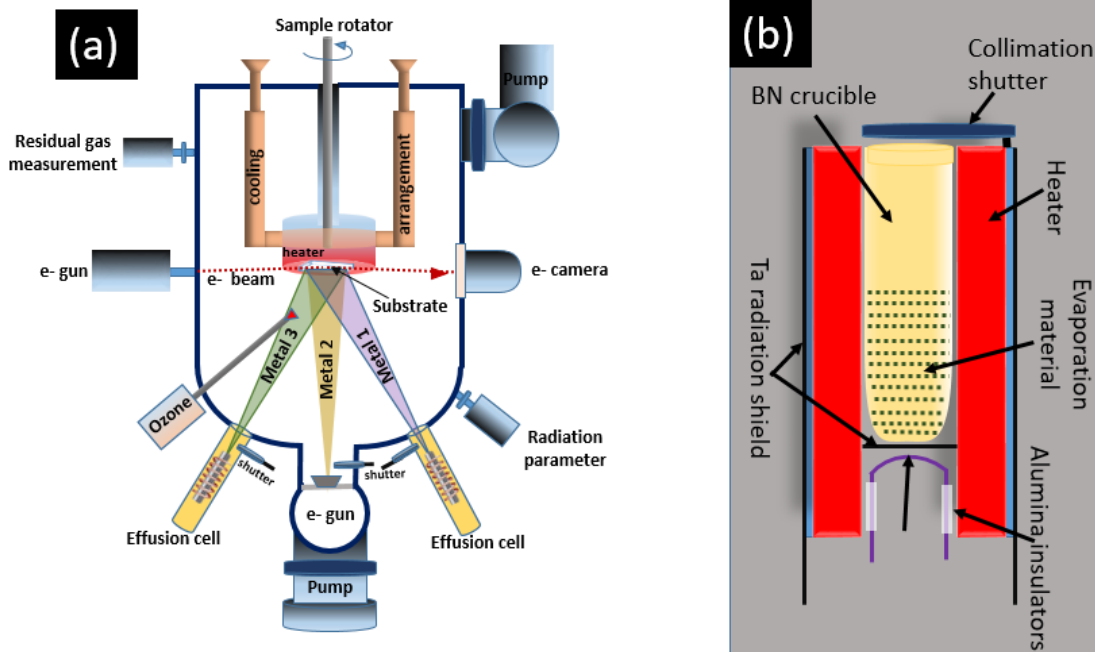 (a)
Sample rotator
Pump
Residual gas
measurement
cooling
arrangement
heater
e- gun
e- beam
e- camera
Substrate
Metal 3
Metal 2
Metal 1
Ozone
shutter
shutter
Radiation
parameter
e- gun
Effusion cell
Effusion cell
Pump
(b)
Collimation
shutter
BN crucible
Heater
Ta radiation
shield
Evaporation
material
Alumina
insulators